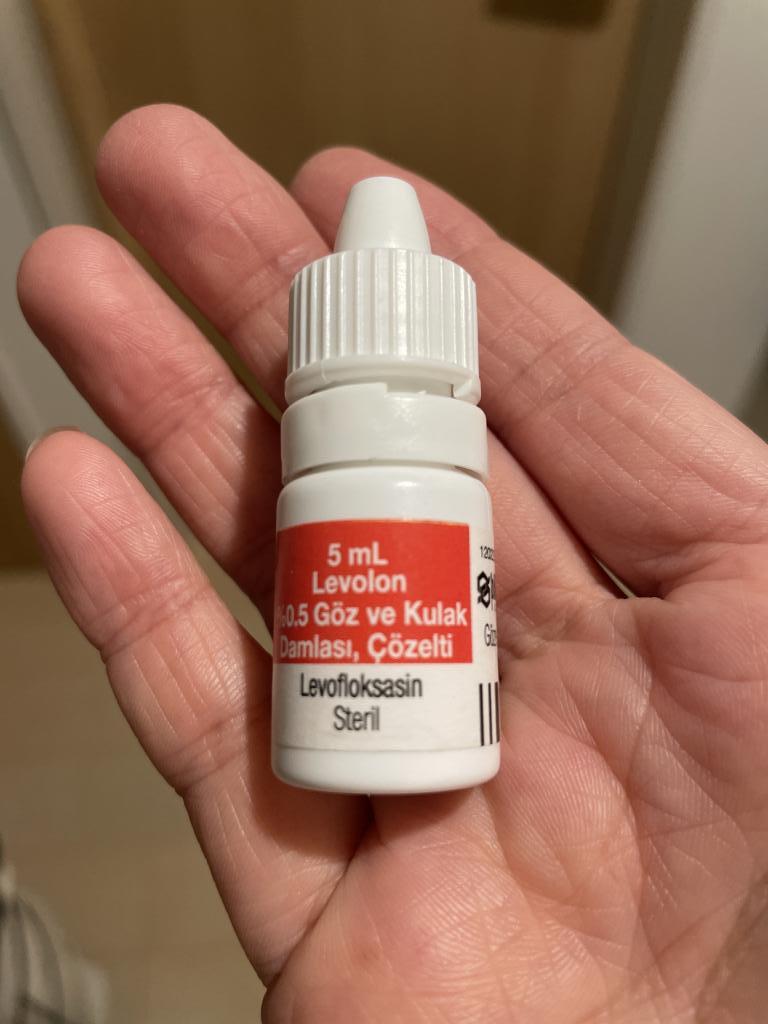 5 mL
Levolon
%0.5 Göz ve Kulak
Damlası, Çözelti
Levofloksasin
Steril